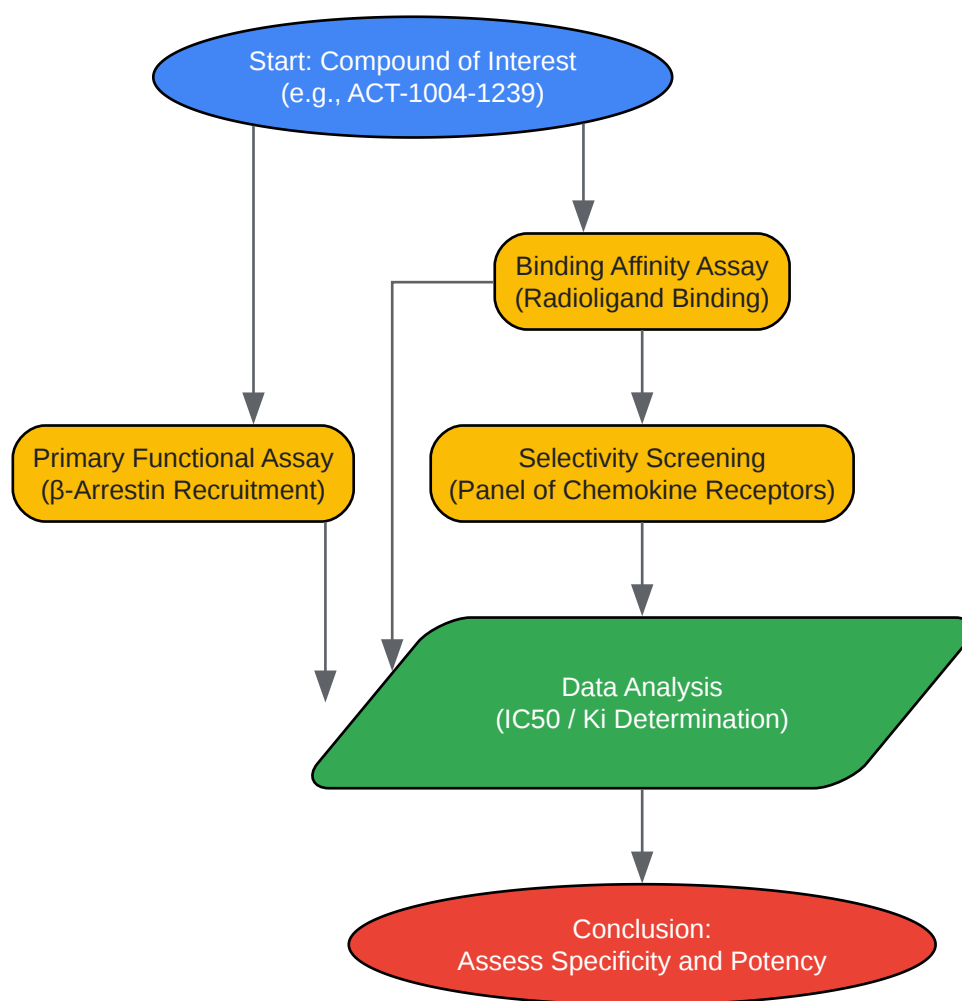 Start: Compound of Interest
(e.g., ACT-1004-1239)
Binding Affinity Assay
(Radioligand Binding)
Primary Functional Assay
(β-Arrestin Recruitment)
Selectivity Screening
(Panel of Chemokine Receptors)
Data Analysis
(IC50 / Ki Determination)
Conclusion:
Assess Specificity and Potency